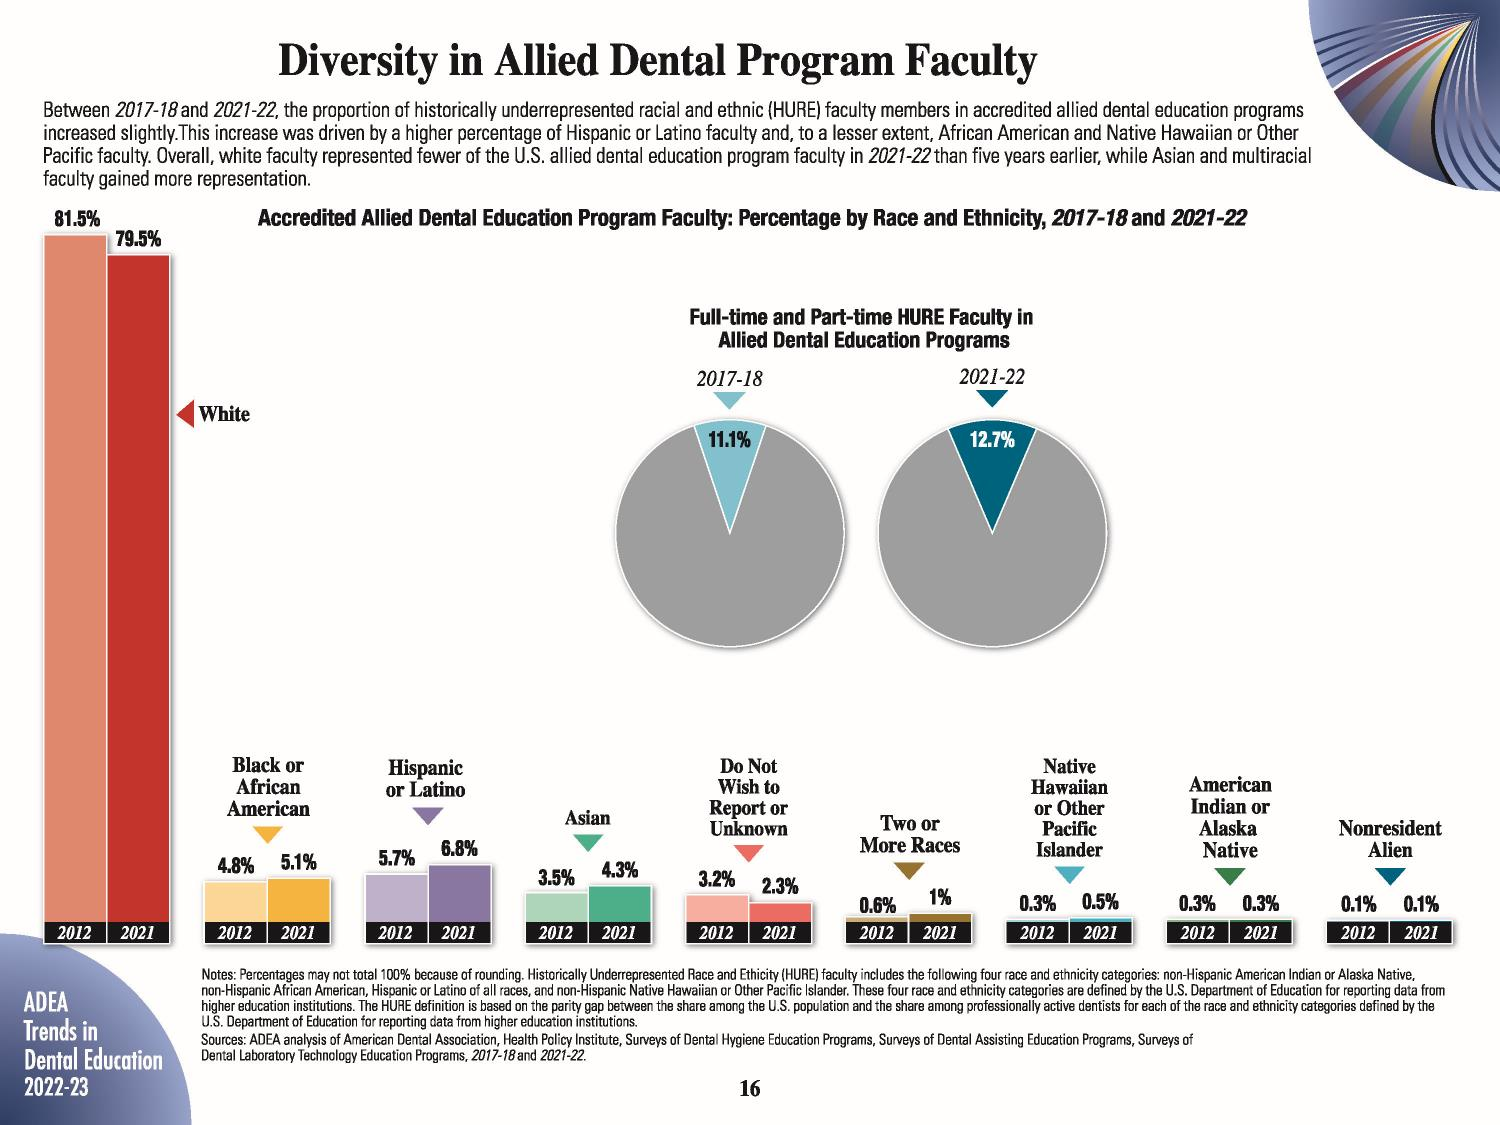 Diversity in Allied Dental Program Faculty
Between 2017-18 and 2021-22, the proportion of historically underrepresented racial and ethnic (HURE) faculty members in accredited allied dental education programs
increased slightly.This increase was driven by a higher percentage of Hispanic or Latino faculty and, to a lesser extent, African American and Native Hawaiian or Other
Pacific faculty. Overall, white faculty represented fewer of the U.S. allied dental education program faculty in 2021-22 than five years earlier, while Asian and multiracial
faculty gained more representation.
Accredited Allied Dental Education Program Faculty: Percentage by Race and Ethnicity, 2017-18 and 2021-22
81.5%
79.5%
White
2012 2021
Full-time and Part-time HURE Faculty in
Allied Dental Education Programs
2017-18
11.1%
2021-22
12.7%
Black or
African
American
4.8% 5.1%
2012 2021
Hispanic
or Latino
5.7% 6.8%
2012 2021
Asian
3.5% 4.3%
2012 2021
Do Not
Wish to
Report or
Unknown
3.2% 2.3%
2012 2021
Two or
More Races
0.6% 1%
2012 2021
Native
Hawaiian
or Other
Pacific
Islander
0.3% 0.5%
2012 2021
American
Indian or
Alaska
Native
0.3% 0.3%
2012 2021
Nonresident
Alien
0.1% 0.1%
2012 2021
Notes: Percentages may not total 100% because of rounding. Historically Underrepresented Race and Ethicity (HURE) faculty includes the following four race and ethnicity categories: non-Hispanic American Indian or Alaska Native,
non-Hispanic African American, Hispanic or Latino of all races, and non-Hispanic Native Hawaiian or Other Pacific Islander. These four race and ethnicity categories are defined by the U.S. Department of Education for reporting data from
higher education institutions. The HURE definition is based on the parity gap between the share among the U.S. population and the share among professionally active dentists for each of the race and ethnicity categories defined by the
U.S. Department of Education for reporting data from higher education institutions.
Sources: ADEA analysis of American Dental Association, Health Policy Institute, Surveys of Dental Hygiene Education Programs, Surveys of Dental Assisting Education Programs, Surveys of
Dental Laboratory Technology Education Programs, 2017-18 and 2021-22.
ADEA
Trends in
Dental Education
2022-23
16